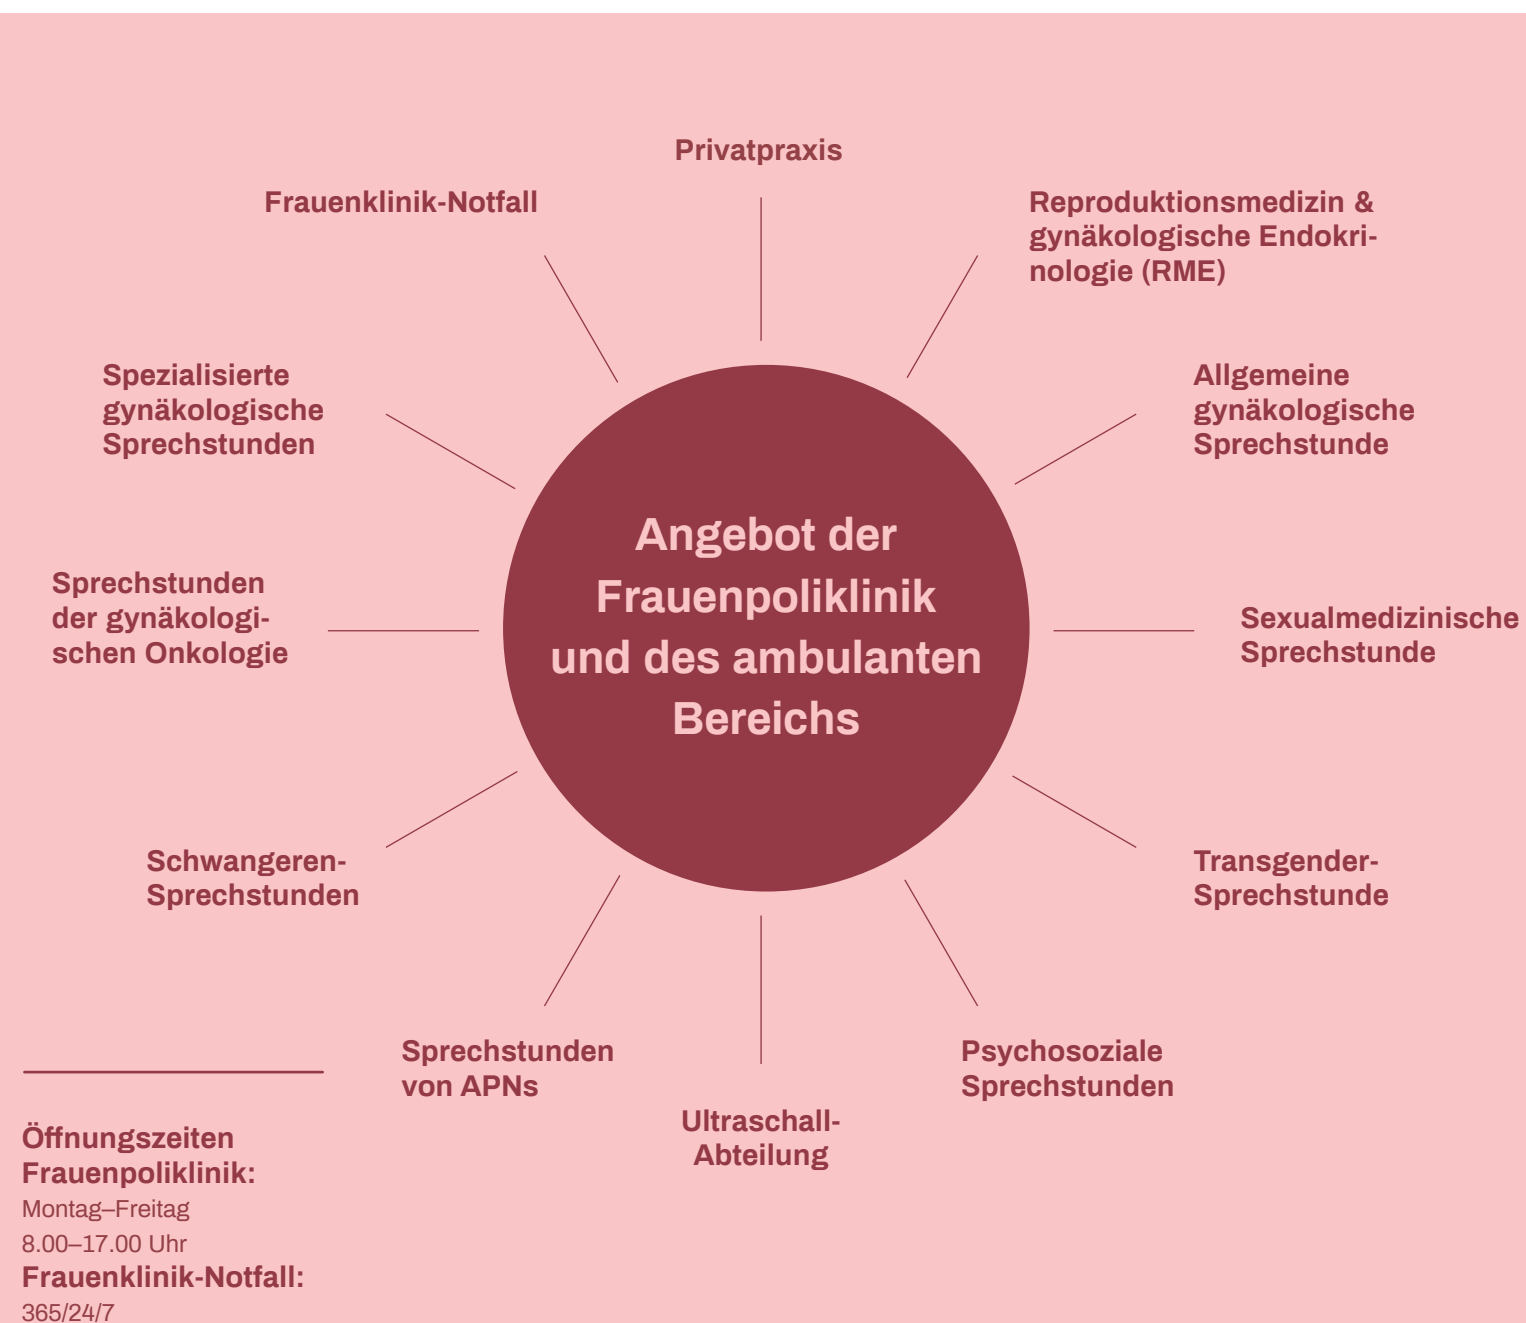 Privatpraxis
Frauenklinik-Notfall
Reproduktionsmedizin &
gynäkologische Endokri-
nologie (RME)
Spezialisierte
gynäkologische
Sprechstunden
Allgemeine
gynäkologische
Sprechstunde
Angebot der
Frauenpoliklinik
und des ambulanten
Bereichs
Sprechstunden
der gynäkologi-
schen Onkologie
Sexualmedizinische
Sprechstunde
Schwangeren-
Sprechstunden
Transgender-
Sprechstunde
Sprechstunden
von APNs
Psychosoziale
Sprechstunden
Ultraschall-
Abteilung
Öffnungszeiten
Frauenpoliklinik:
Montag–Freitag
8.00–17.00 Uhr
Frauenklinik-Notfall:
365/24/7